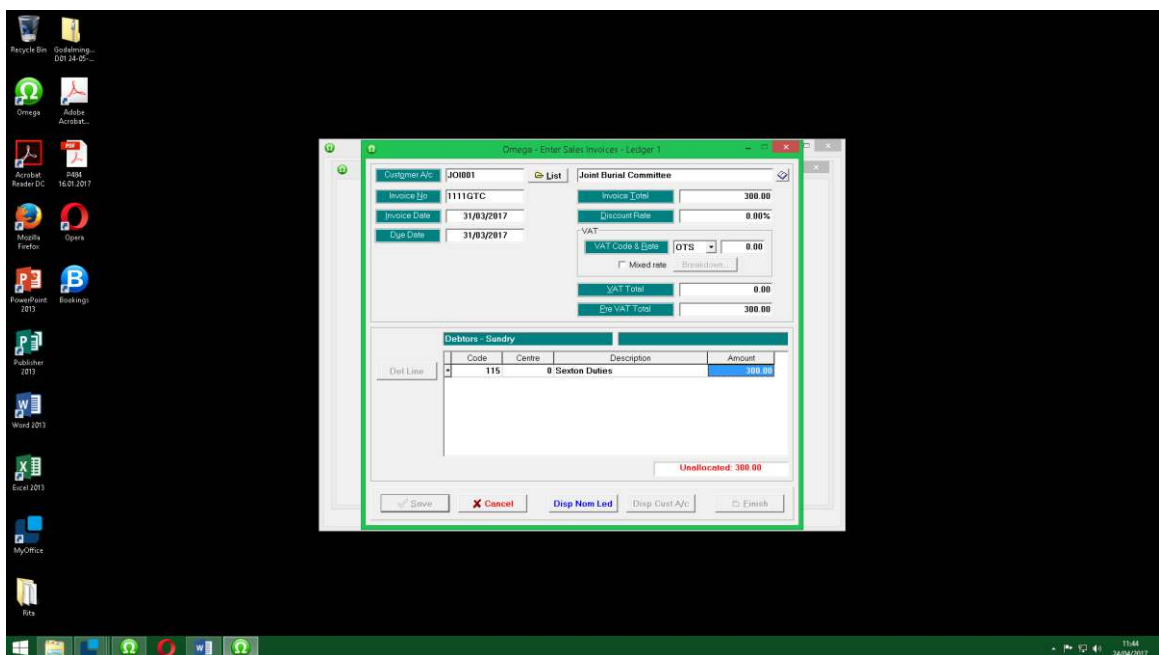 Recycle Bin
Godalming...
D01 24-05-...
Omega
Adobe
Acrobat...
Acrobat
Reader DC
P484
16.01.2017
Mozilla
Firefox
Opera
PowerPoint
2013
Bookings
Publisher
2013
Word 2013
Excel 2013
MyOffice
Rita
Omega - Enter Sales Invoices - Ledger 1
Customer A/c JOI001 List Joint Burial Committee
Invoice No 1111GTC Invoice Total 300.00
Invoice Date 31/03/2017 Discount Rate 0.00%
Due Date 31/03/2017 VAT
VAT Code & Rate OTS 0.00
Mixed rate Breakdown...
VAT Total 0.00
Pre VAT Total 300.00
Debtors - Sundry
Code Centre Description Amount
Del Line 115 0 Sexton Duties 300.00
Unallocated: 300.00
Save Cancel Disp Nom Led Disp Cust A/c Finish
11:44
24/04/2017